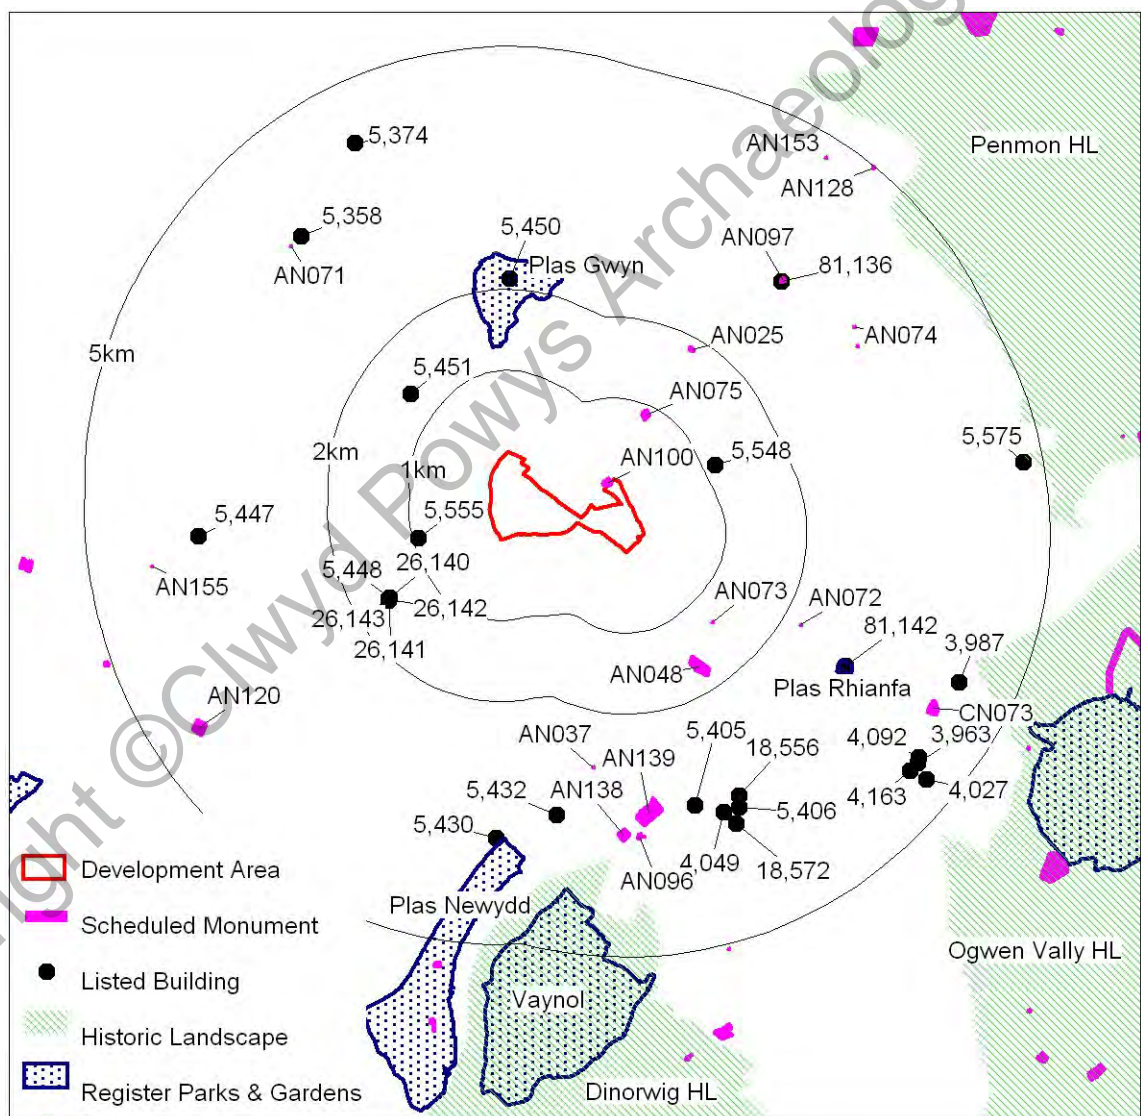 Penmon HL
5,374
AN153
AN128
5,358
5,450
AN097
AN071
Plas Gwyn
81,136
AN025
AN074
5km
5,451
AN075
2km
5,548
5,575
1km
AN100
5,447
5,555
26,140
5,448
AN155
26,142
AN073
AN072
26,143
81,142
26,141
3,987
AN048
Plas Rhianfa
AN120
CN073
AN037
AN139
5,405
18,556
4,092
3,963
AN138
5,432
5,406
4,163
4,027
5,430
4,049
18,572
AN096
Development Area
Plas Newydd
Scheduled Monument
Ogwen Vally HL
Listed Building
Vaynol
Historic Landscape
Register Parks & Gardens
Dinorwig HL
right ©Clwyd Powys Archaeolog